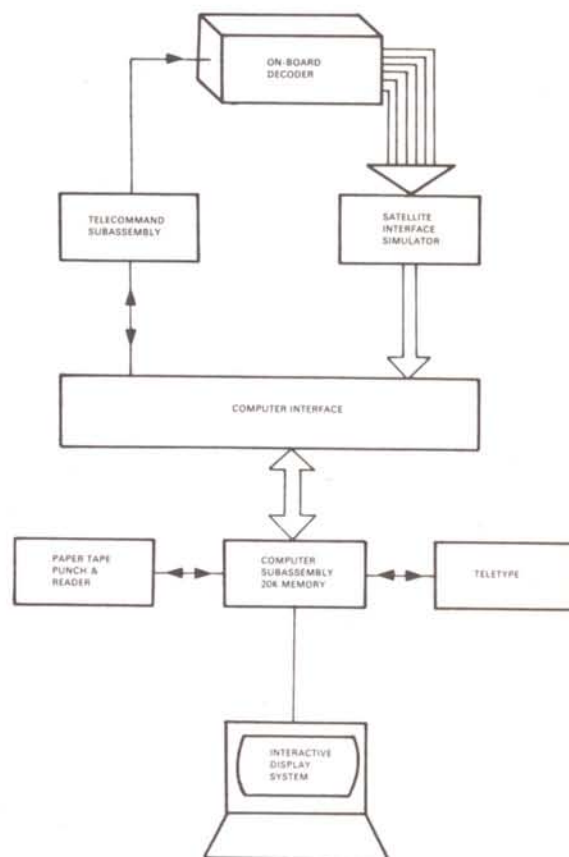 ON-BOARD
DECODER
TELECOMMAND
SUBASSEMBLY
SATELLITE
INTERFACE
SIMULATOR
COMPUTER INTERFACE
PAPER TAPE
PUNCH &
READER
COMPUTER
SUBASSEMBLY
20K MEMORY
TELETYPE
INTERACTIVE
DISPLAY
SYSTEM